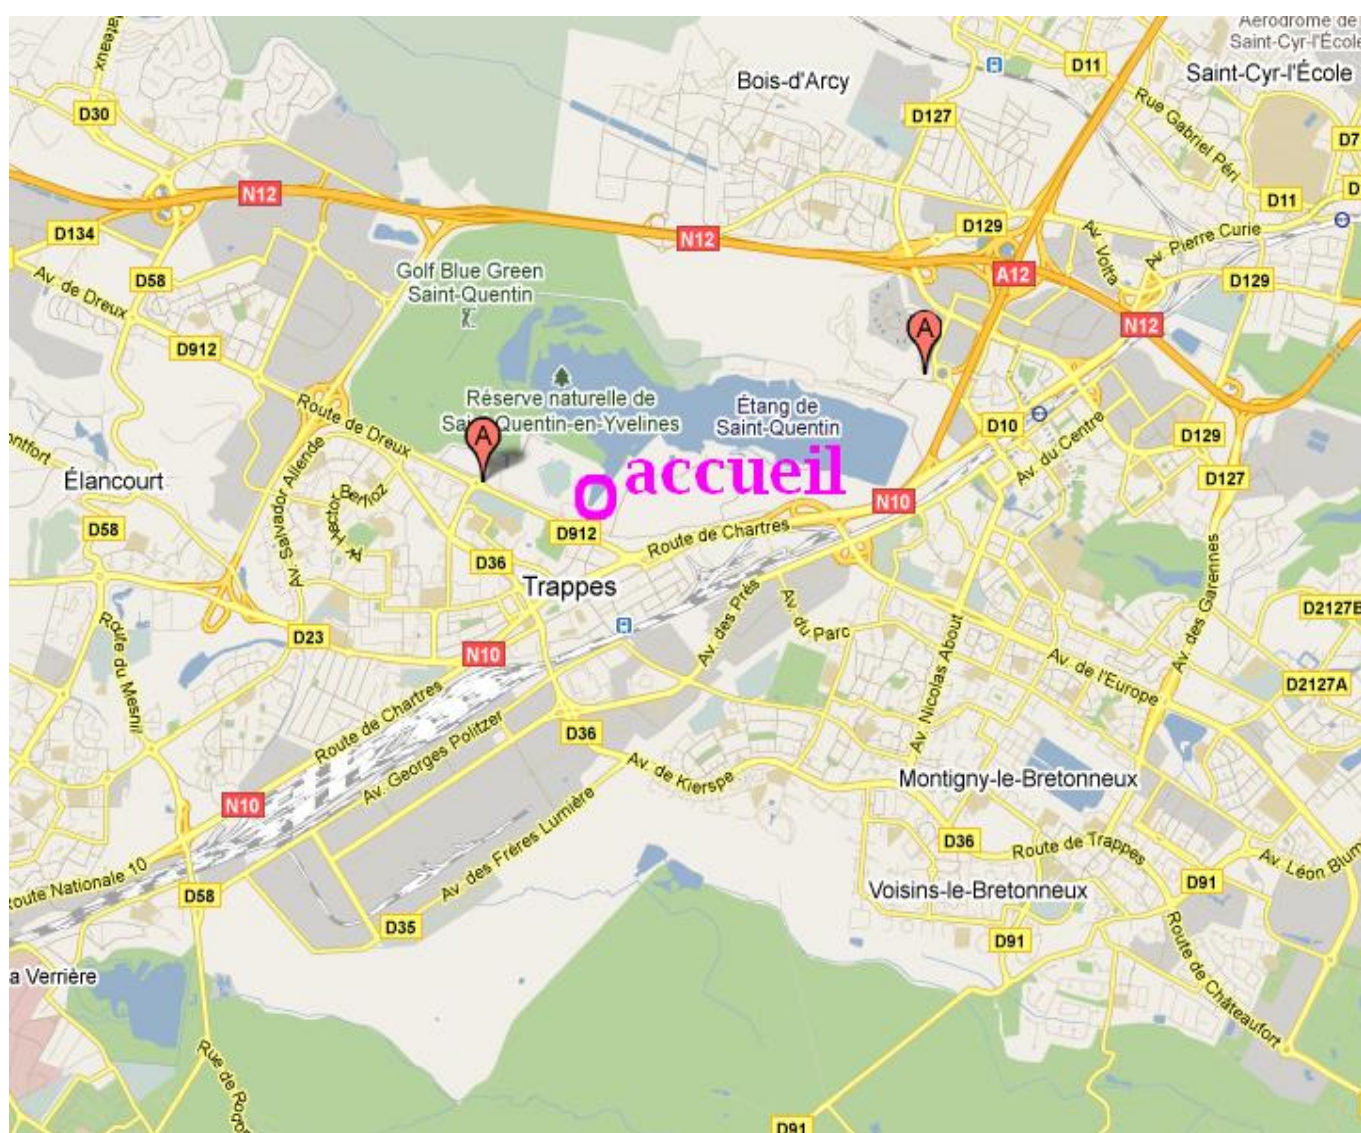 Aérodrome de
Saint-Cyr-l'École
Saint-Cyr-l'École
D11
Bois-d'Arcy
D127
D30
Rue Gabriel Péri
D7
N12
D11
D134
N12
D129
Av. Volta
Av. Pierre Curie
D58
Av. de Dreux
Golf Blue Green
Saint-Quentin
A12
D129
N12
D912
A
Réserve naturelle de
Saint-Quentin-en-Yvelines
Étang de
Saint-Quentin
Route de Dreux
A
D10
Av. du Centre
D129
D127
Élancourt
Av. Salvador Allende
Av. Hector
Berlioz
accueil
N10
D58
D912
Route de Chartres
D36
Trappes
Av. des Prés
Av. du Parc
Av. Nicolas About
Av. des Garennes
D2127E
Route du Mesnil
D23
N10
Av. de l'Europe
D2127A
Route de Chartres
Av. Georges Politzer
D36
Av. de Kierspe
Montigny-le-Bretonneux
N10
Av. des Frères Lumière
D36
Route de Trappes
Av. Léon Blum
Route Nationale 10
D58
Voisins-le-Bretonneux
D91
D35
D91
Route de Châteaufort
a Verrière
Rue de
D91